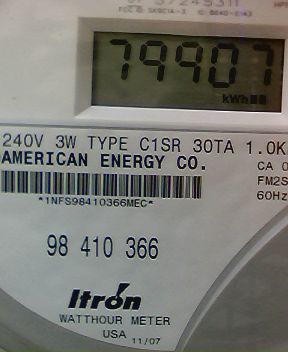 79907
kWh
240V 3W TYPE C1SR 30TA 1.0K
AMERICAN ENERGY CO.
CA 0
FM2S
*1NFS98410366MEC*
60Hz
98 410 366
Itron
WATTHOUR METER
USA 11/07